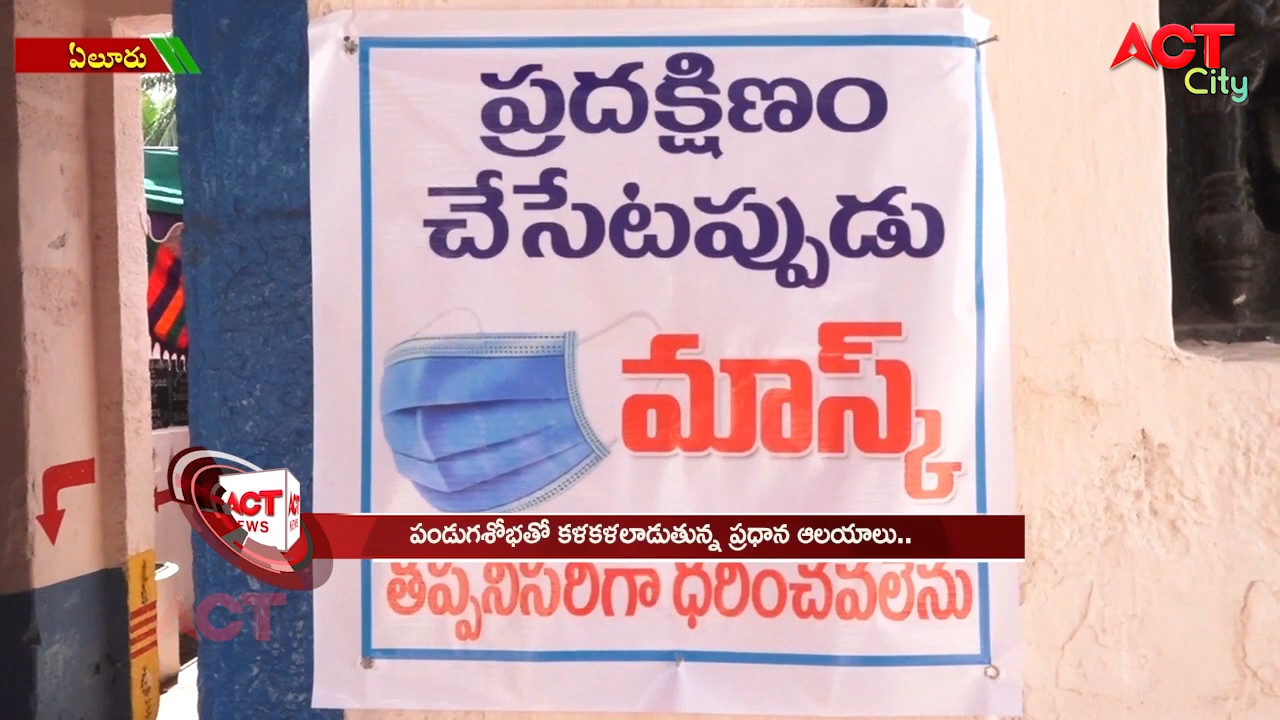 ఏలూరు
ACT
City
ప్రదక్షిణం
చేసేటప్పుడు
మాస్క్
ACT
NEWS
పండుగశోభతో కళకళలాడుతున్న ప్రధాన ఆలయాలు..
తప్పనిసరిగా ధరించవలెను
ACT